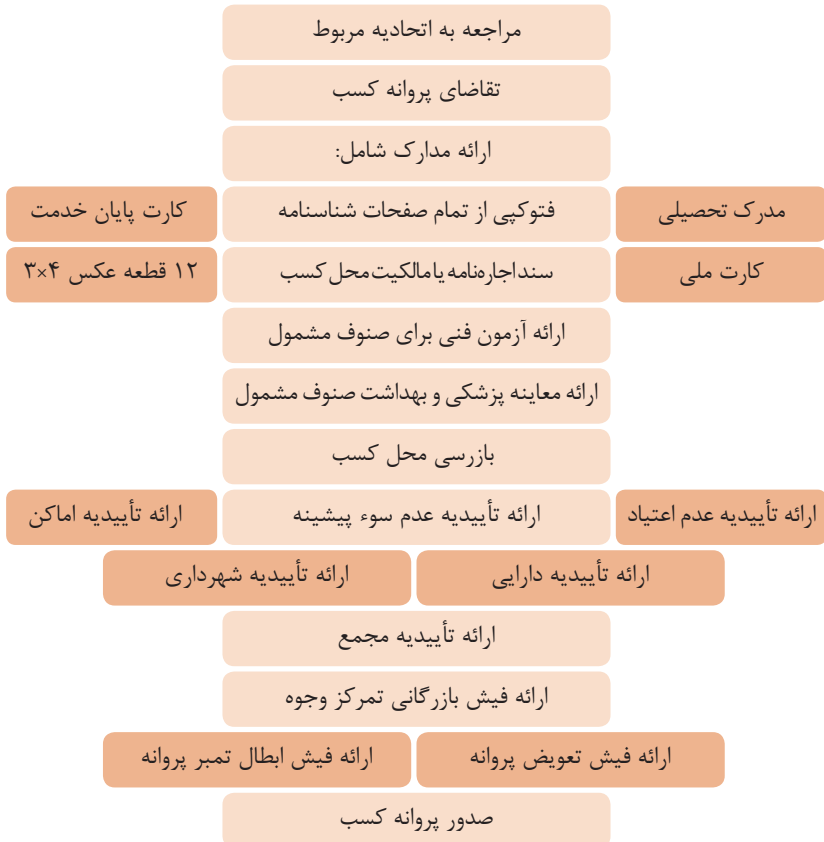 مراجعه به اتحادیه مربوط
تقاضای پروانه کسب
ارائه مدارک شامل:
مدرک تحصیلی
فتوکپی از تمام صفحات شناسنامه
کارت پایان خدمت
کارت ملی
سند اجاره‌نامه یا مالکیت محل کسب
۱۲ قطعه عکس ۴×۳
ارائه آزمون فنی برای صنوف مشمول
ارائه معاینه پزشکی و بهداشت صنوف مشمول
بازرسی محل کسب
ارائه تأییدیه عدم اعتیاد
ارائه تأییدیه عدم سوء پیشینه
ارائه تأییدیه اماکن
ارائه تأییدیه دارایی
ارائه تأییدیه شهرداری
ارائه تأییدیه مجمع
ارائه فیش بازرگانی تمرکز وجوه
ارائه فیش تعویض پروانه
ارائه فیش ابطال تمبر پروانه
صدور پروانه کسب